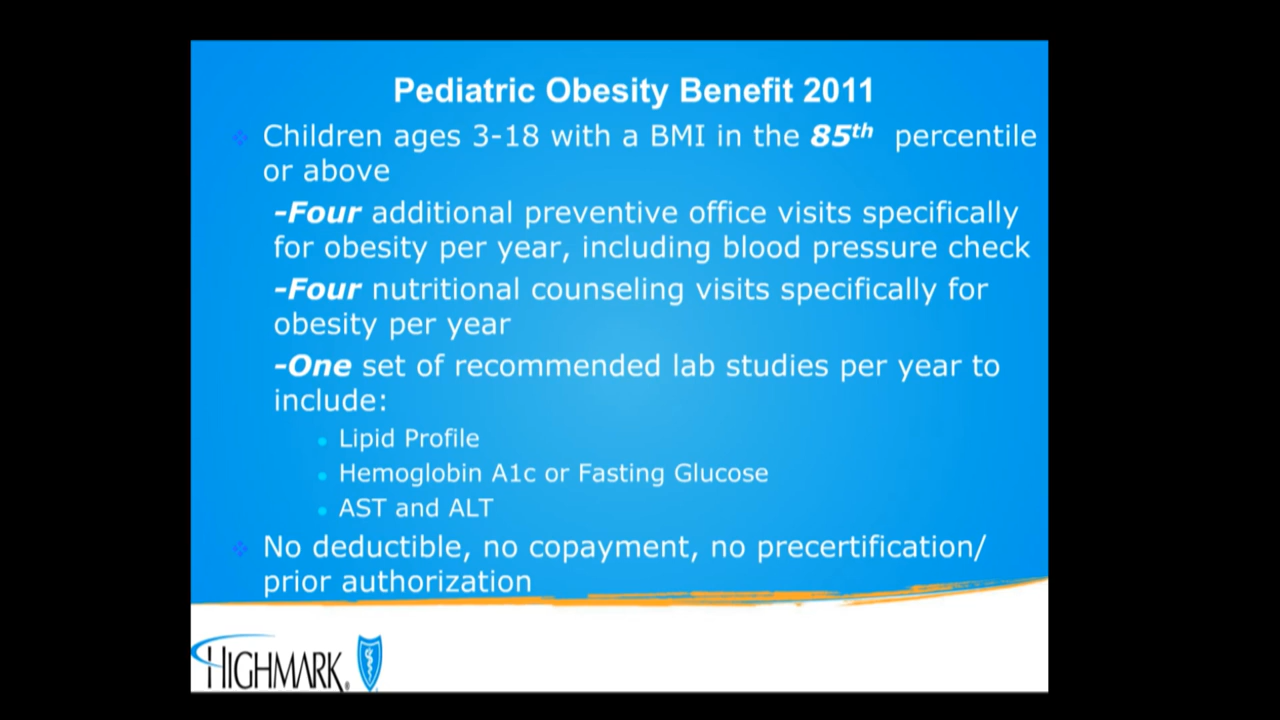 Pediatric Obesity Benefit 2011
Children ages 3-18 with a BMI in the 85th percentile
or above
-Four additional preventive office visits specifically
for obesity per year, including blood pressure check
-Four nutritional counseling visits specifically for
obesity per year
-One set of recommended lab studies per year to
include:
Lipid Profile
Hemoglobin A1c or Fasting Glucose
AST and ALT
No deductible, no copayment, no precertification/
prior authorization
HIGHMARK®